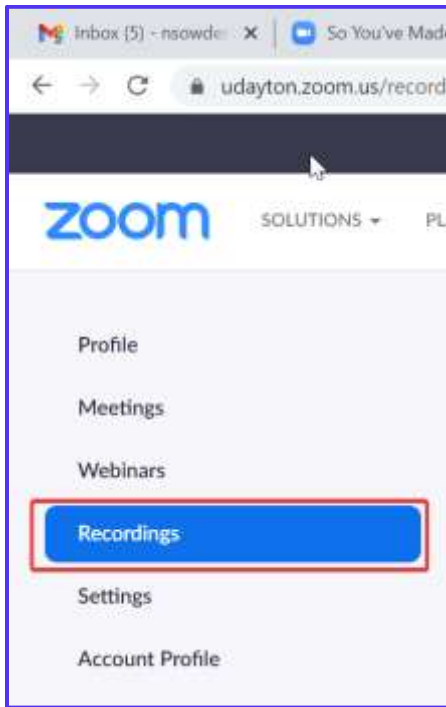 Inbox (5) - nsowde So You've Made
udayton.zoom.us/record
zoom SOLUTIONS PL
Profile
Meetings
Webinars
Recordings
Settings
Account Profile